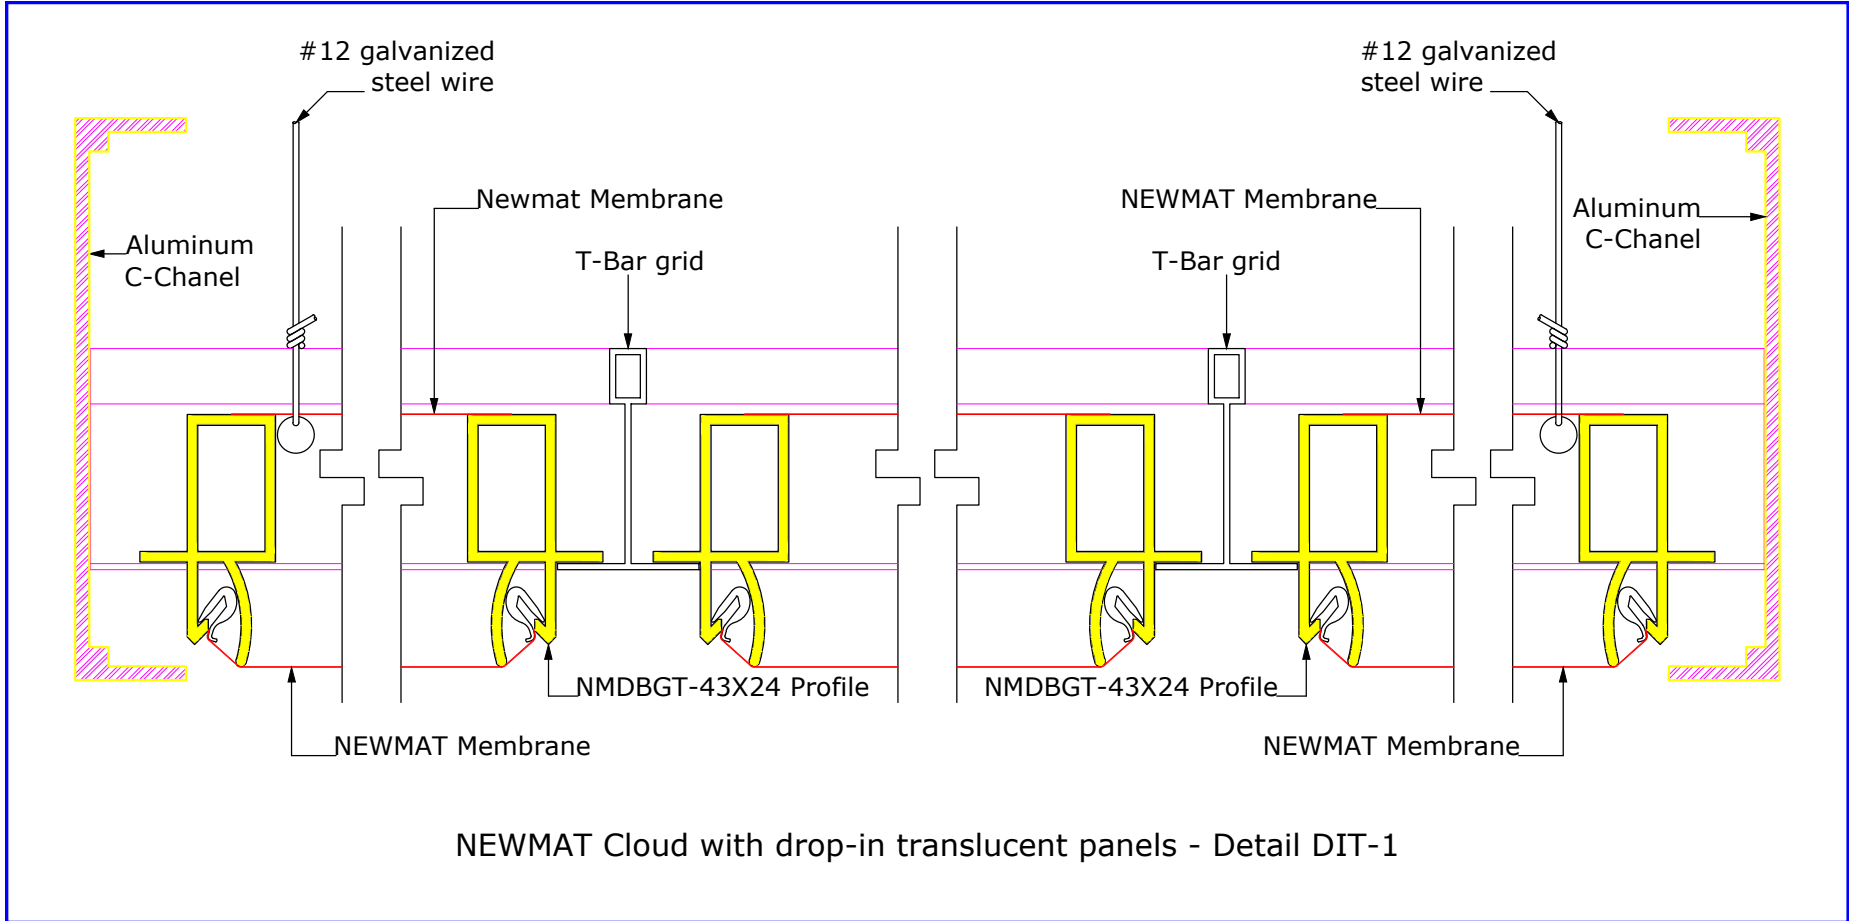 #12 galvanized
steel wire
#12 galvanized
steel wire
Newmat Membrane
NEWMAT Membrane
Aluminum
C-Chanel
Aluminum
C-Chanel
T-Bar grid
T-Bar grid
NMDBGT-43X24 Profile
NMDBGT-43X24 Profile
NEWMAT Membrane
NEWMAT Membrane
NEWMAT Cloud with drop-in translucent panels - Detail DIT-1